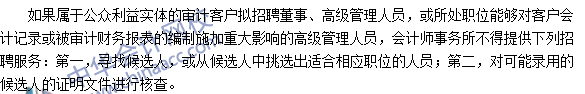 如果属于公众利益实体的审计客户拟招聘董事、高级管理人员，或所处职位能够对客户会
计记录或被审计财务报表的编制施加重大影响的高级管理人员，会计师事务所不得提供下列招
聘服务：第一，寻找候选人，或从候选人中挑选出适合相应职位的人员；第二，对可能录用的
候选人的证明文件进行核查。